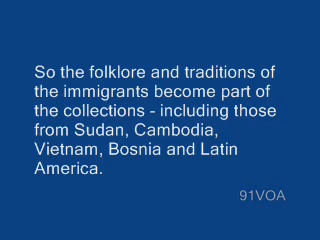 So the folklore and traditions of
the immigrants become part of
the collections - including those
from Sudan, Cambodia,
Vietnam, Bosnia and Latin
America.
91VOA